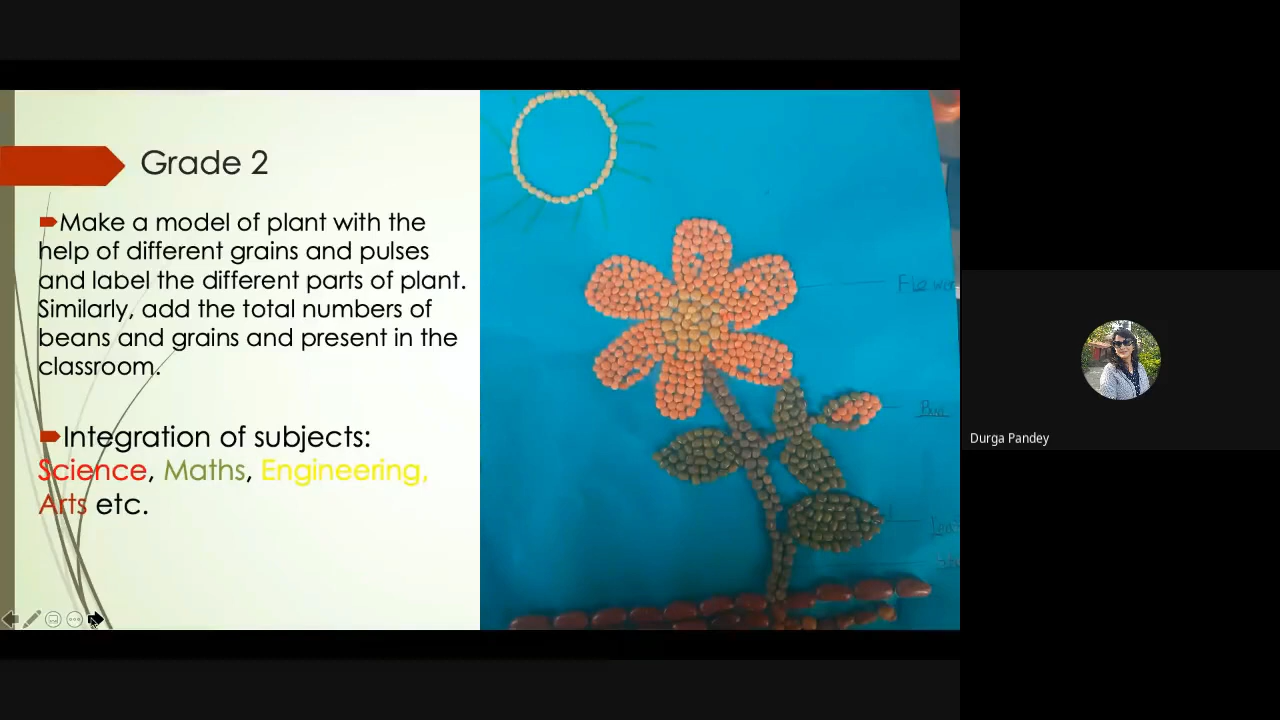 Grade 2
Make a model of plant with the
help of different grains and pulses
and label the different parts of plant.
Similarly, add the total numbers of
beans and grains and present in the
classroom.
Integration of subjects:
Science, Maths, Engineering,
Arts etc.
Flower
Bud
Durga Pandey